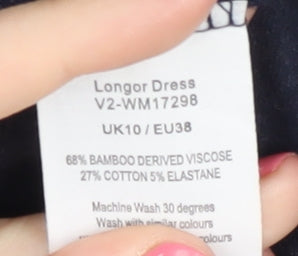 Longor Dress
V2-WM17298
UK10 / EU38
68% BAMBOO DERIVED VISCOSE
27% COTTON 5% ELASTANE
Machine Wash 30 degrees
Wash with similar colours
colours